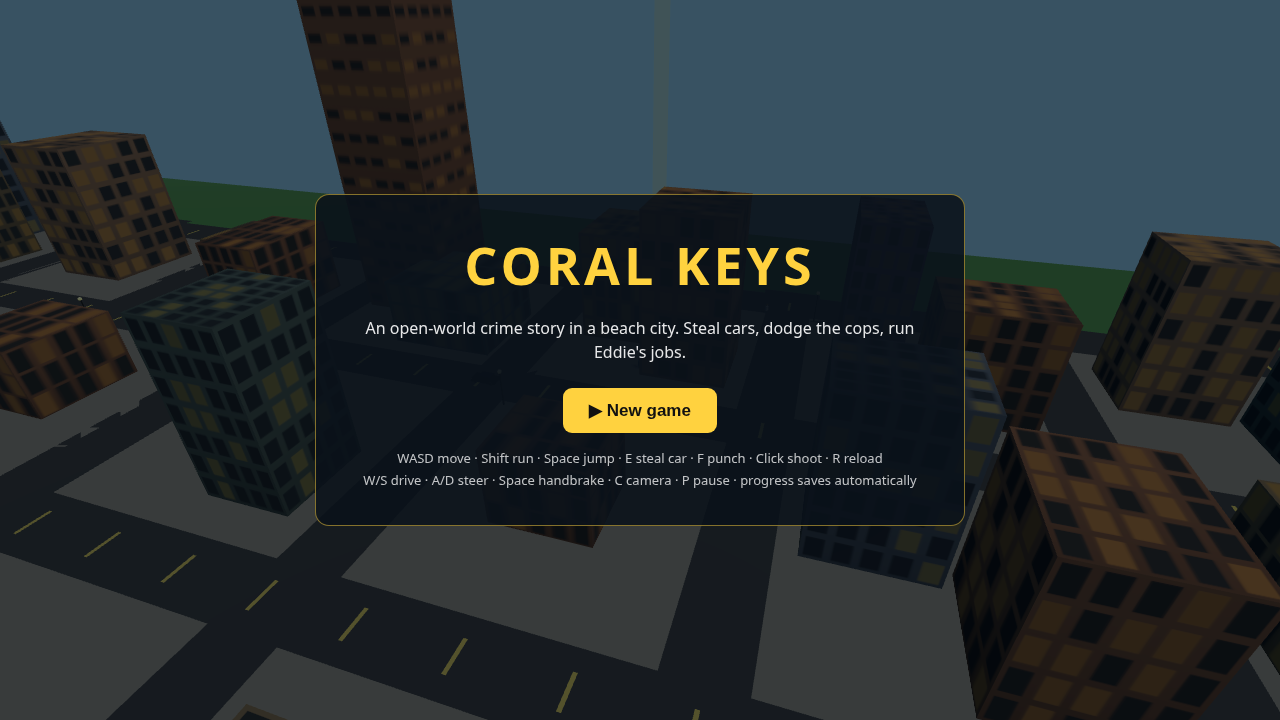 CORAL KEYS
An open-world crime story in a beach city. Steal cars, dodge the cops, run
Eddie's jobs.
▶ New game
WASD move · Shift run · Space jump · E steal car · F punch · Click shoot · R reload
W/S drive · A/D steer · Space handbrake · C camera · P pause · progress saves automatically